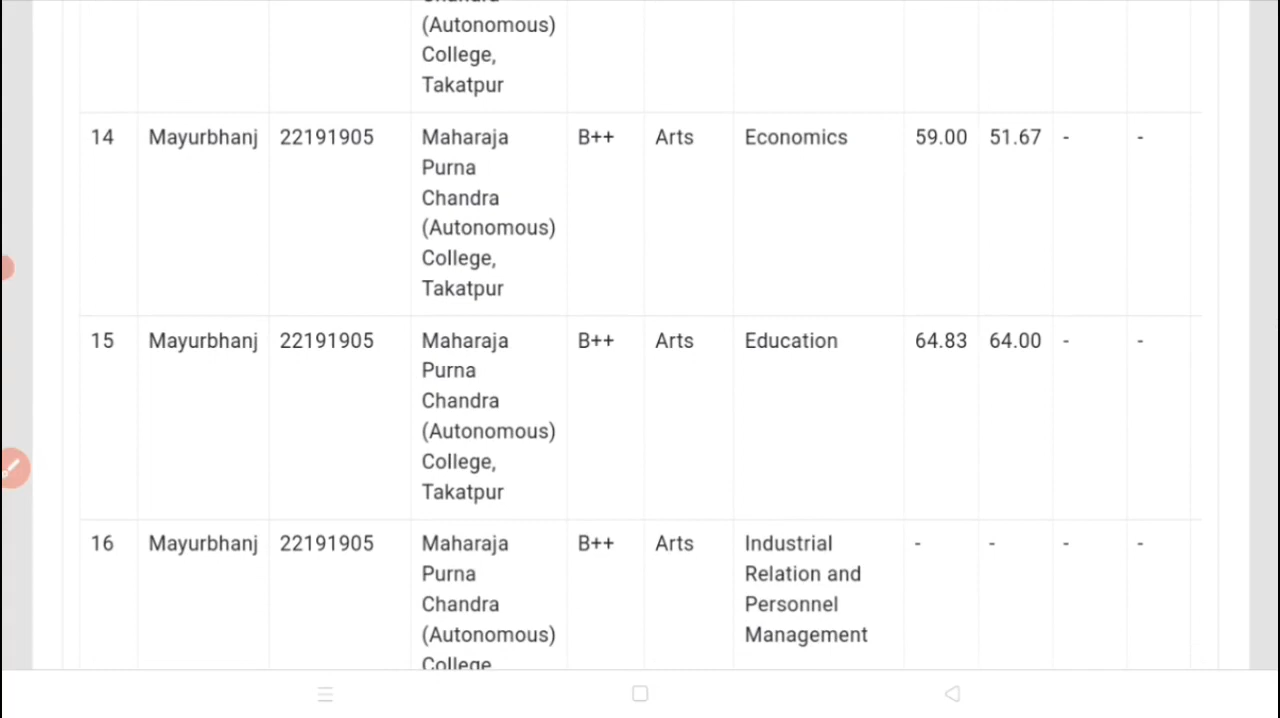 (Autonomous)
College,
Takatpur
14 Mayurbhanj 22191905 Maharaja B++ Arts Economics 59.00 51.67 - -
Purna
Chandra
(Autonomous)
College,
Takatpur
15 Mayurbhanj 22191905 Maharaja B++ Arts Education 64.83 64.00 - -
Purna
Chandra
(Autonomous)
College,
Takatpur
16 Mayurbhanj 22191905 Maharaja B++ Arts Industrial - - - -
Purna Relation and
Chandra Personnel
(Autonomous) Management
College